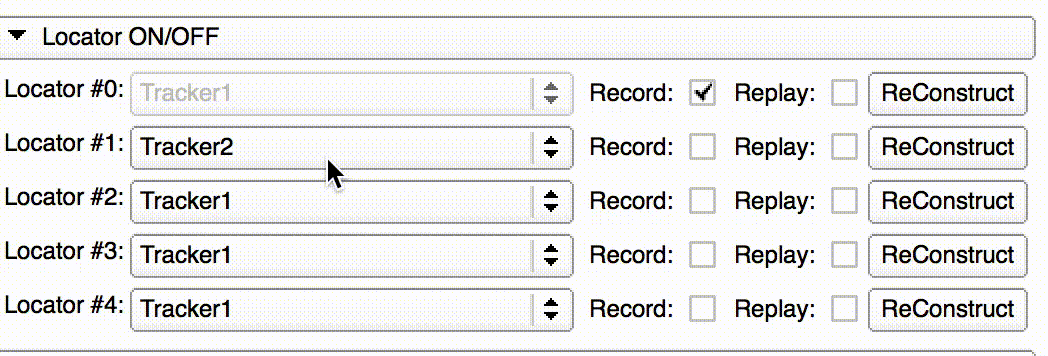 Locator ON/OFF
Locator #0: Tracker1 Record: Replay: ReConstruct
Locator #1: Tracker2 Record: Replay: ReConstruct
Locator #2: Tracker1 Record: Replay: ReConstruct
Locator #3: Tracker1 Record: Replay: ReConstruct
Locator #4: Tracker1 Record: Replay: ReConstruct